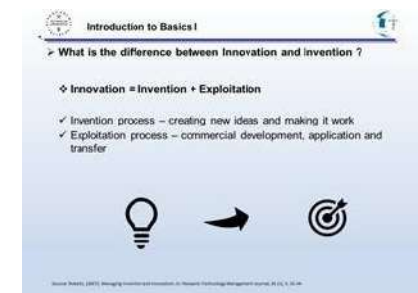 Introduction to Basics I
What is the difference between Innovation and Invention ?
Innovation = Invention + Exploitation
Invention process – creating new ideas and making it work
Exploitation process – commercial development, application and
transfer